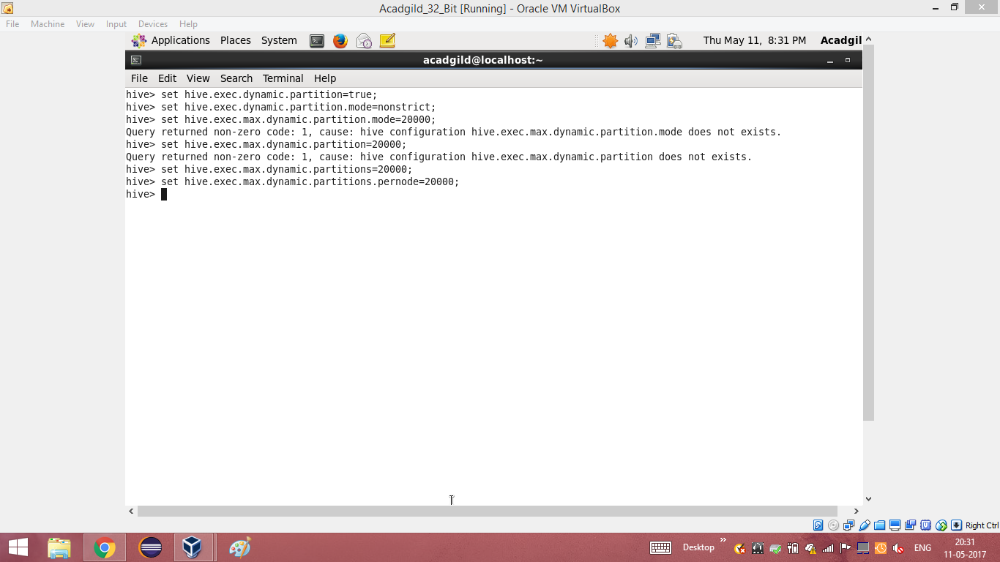 Acadgild_32_Bit [Running] - Oracle VM VirtualBox
File Machine View Input Devices Help
Applications Places System Thu May 11, 8:31 PM Acadgil
acadgild@localhost:~
File Edit View Search Terminal Help
hive> set hive.exec.dynamic.partition=true;
hive> set hive.exec.dynamic.partition.mode=nonstrict;
hive> set hive.exec.max.dynamic.partition.mode=20000;
Query returned non-zero code: 1, cause: hive configuration hive.exec.max.dynamic.partition.mode does not exists.
hive> set hive.exec.max.dynamic.partition=20000;
Query returned non-zero code: 1, cause: hive configuration hive.exec.max.dynamic.partition does not exists.
hive> set hive.exec.max.dynamic.partitions=20000;
hive> set hive.exec.max.dynamic.partitions.pernode=20000;
hive>
Right Ctrl
Desktop » ENG 20:31
11-05-2017